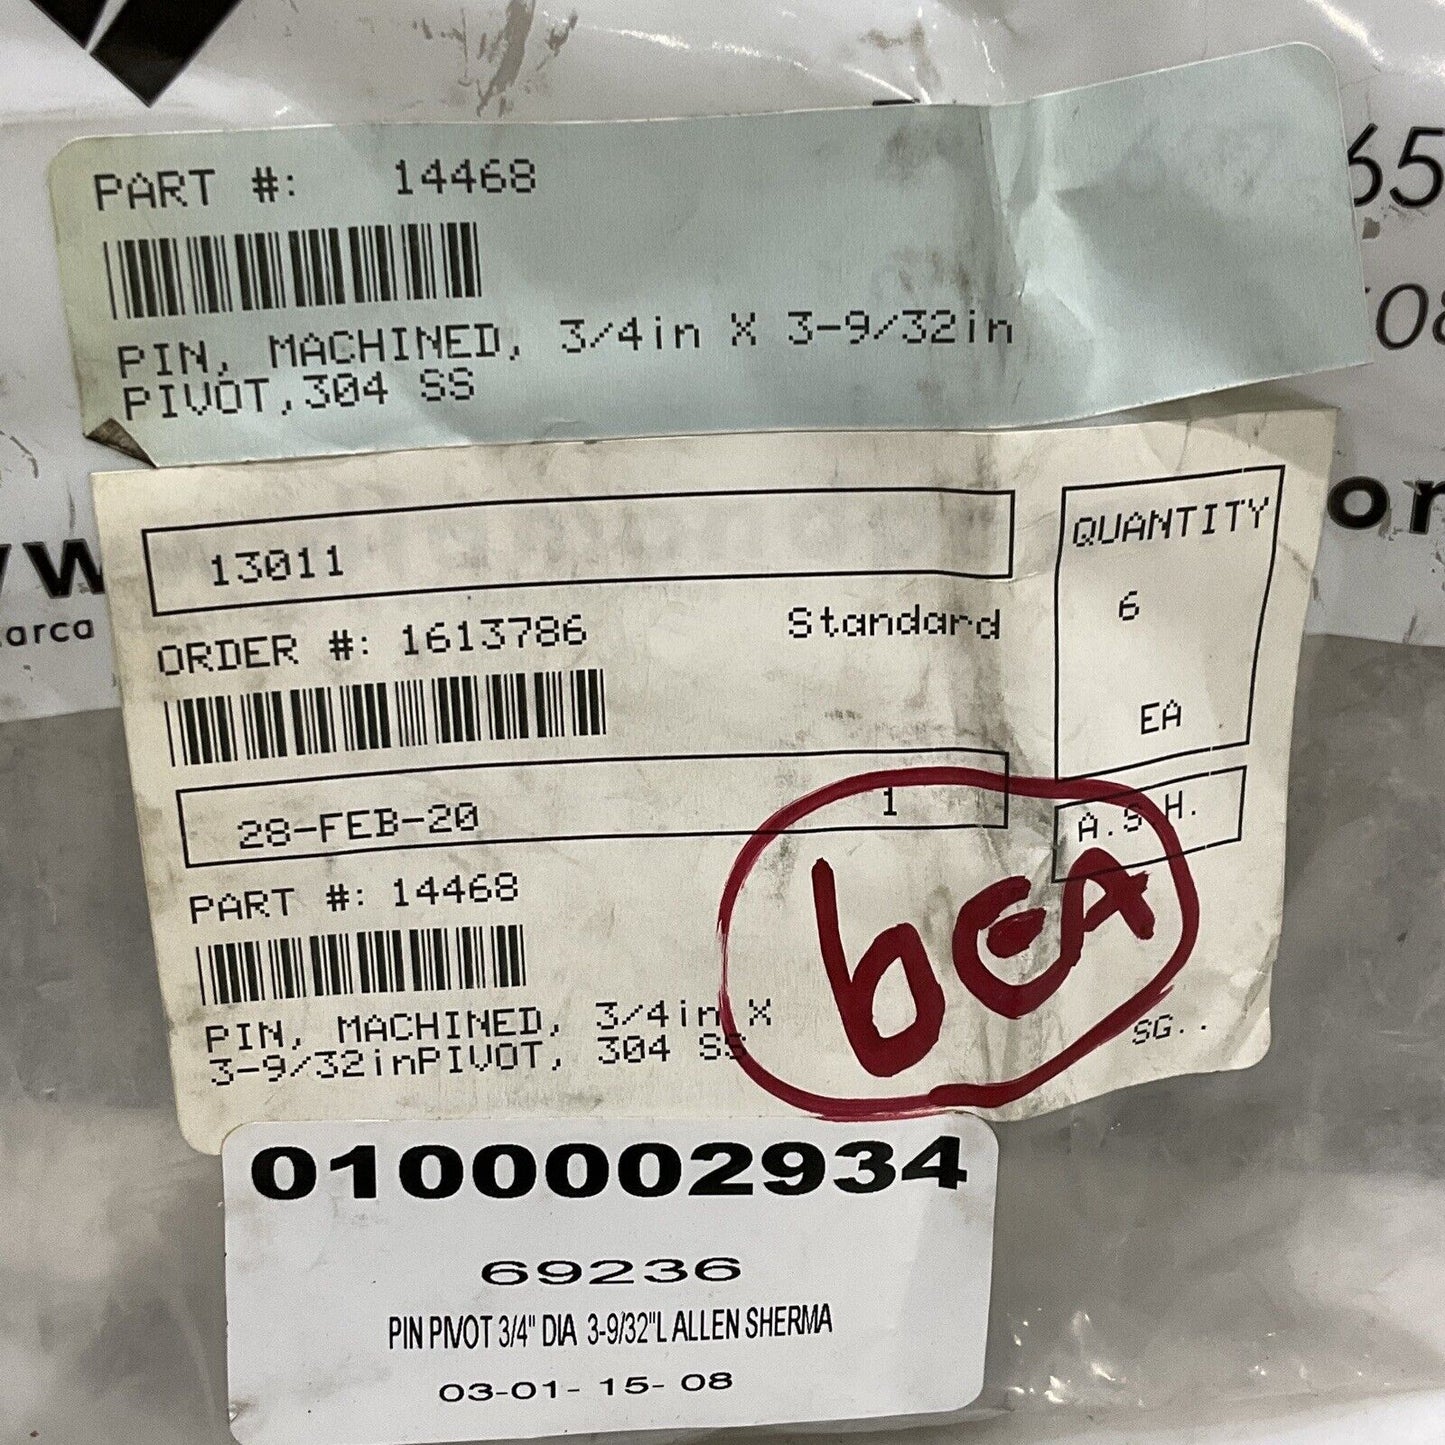 PART #: 14468
PIN, MACHINED, 3/4in X 3-9/32in
PIVOT,304 SS
13011
QUANTITY
6
EA
ORDER #: 1613786 Standard
28-FEB-20 1
A.S.H.
PART #: 14468
6EA
PIN, MACHINED, 3/4in X
3-9/32inPIVOT, 304 SS
SG..
0100002934
69236
PIN PIVOT 3/4" DIA 3-9/32"L ALLEN SHERMA
03-01- 15- 08